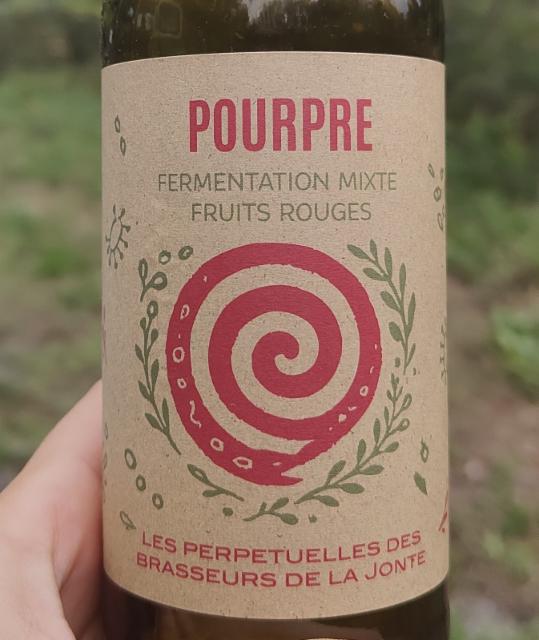 POURPRE
FERMENTATION MIXTE
FRUITS ROUGES
LES PERPETUELLES DES
BRASSEURS DE LA JONTE